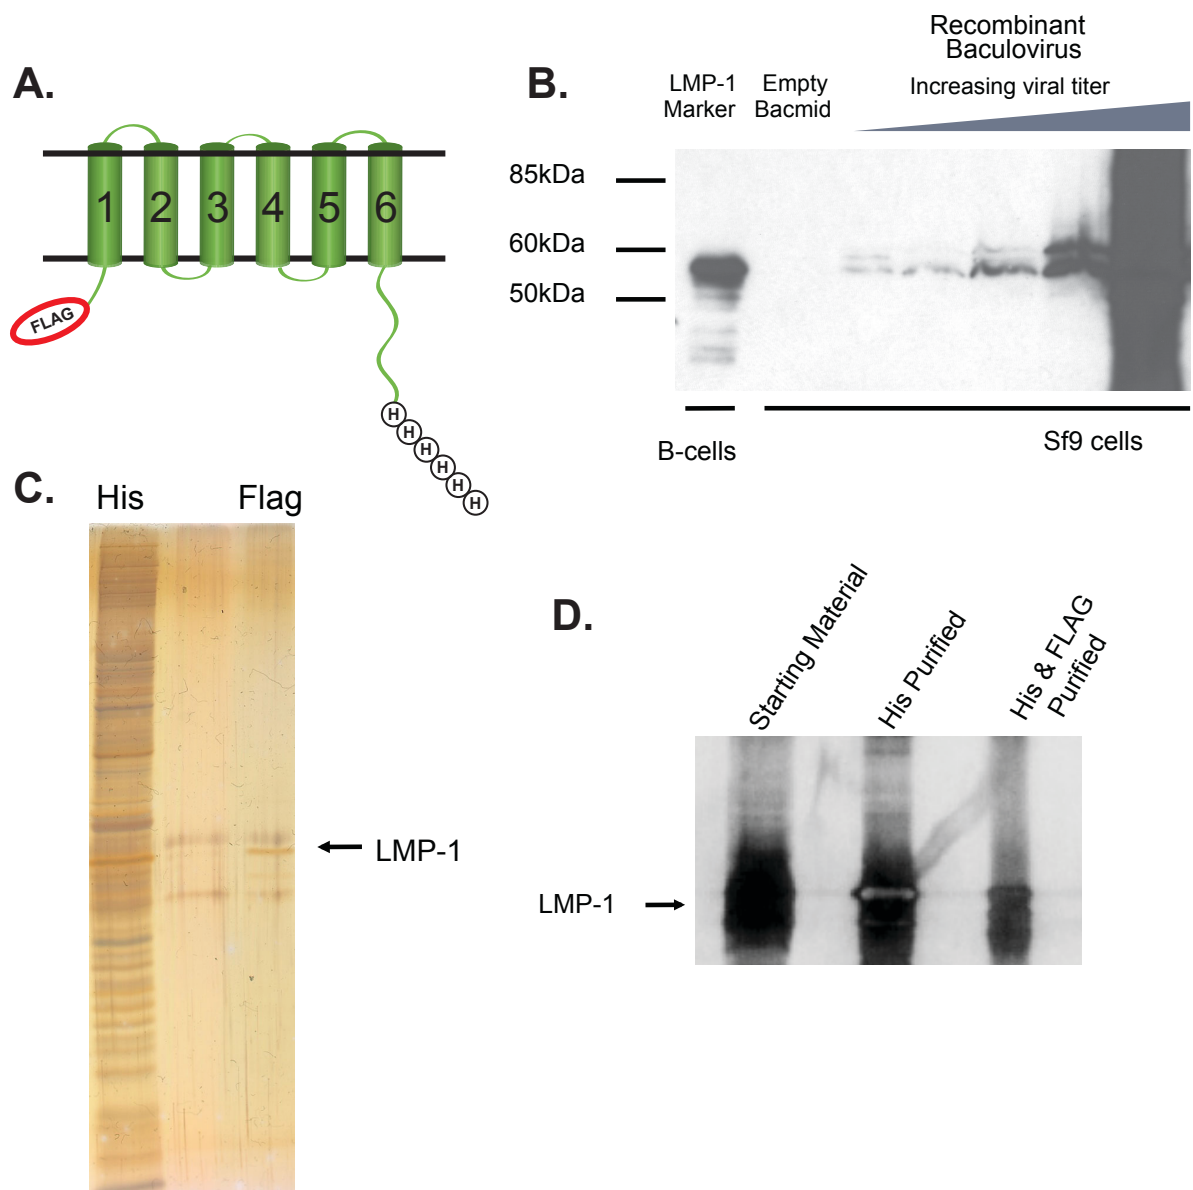 A.
1 2 3 4 5 6
FLAG
H
H
H
H
H
H
B.
LMP-1
Marker
Empty
Bacmid
Recombinant
Baculovirus
Increasing viral titer
85kDa
60kDa
50kDa
B-cells
Sf9 cells
C.
His
Flag
LMP-1
D.
Starting Material
His Purified
His & FLAG
Purified
LMP-1